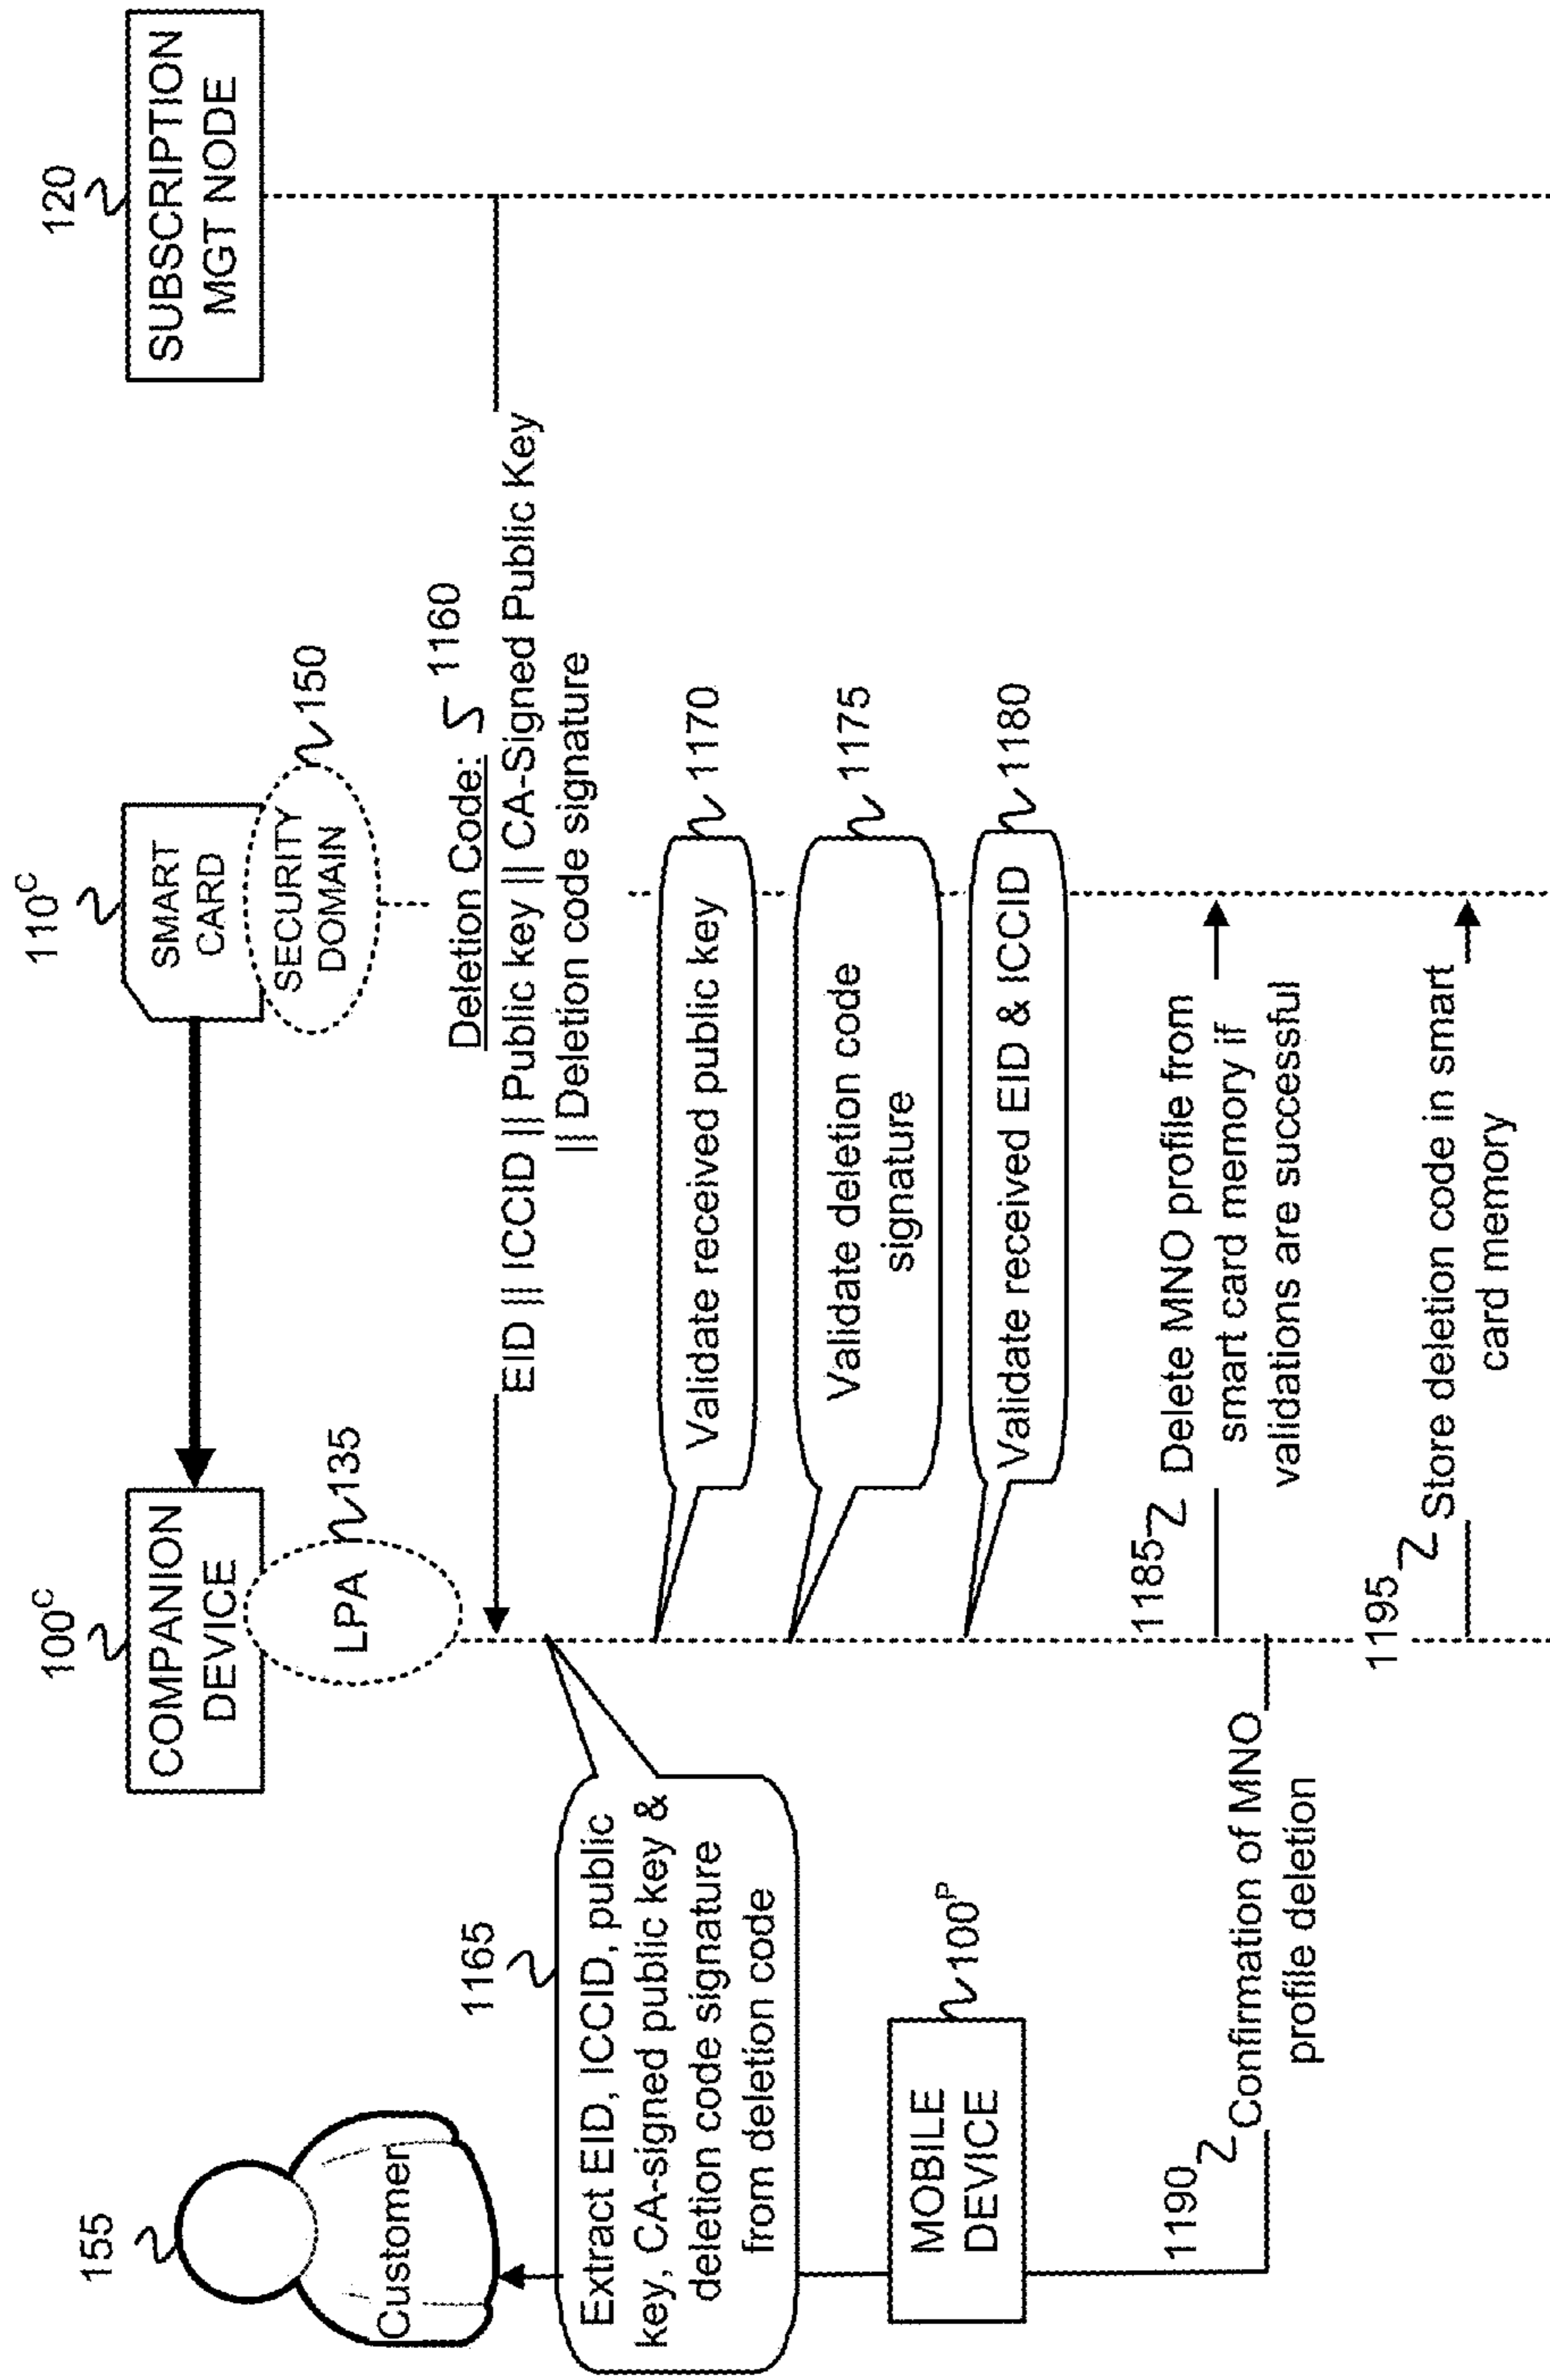 155
Customer
100C
COMPANION
DEVICE
LPA
135
110C
SMART
CARD
SECURITY
DOMAIN
150
120
SUBSCRIPTION
MGT NODE
Deletion Code:
1160
EID || ICCID || Public key || CA-Signed Public Key
|| Deletion code signature
1165
Extract EID, ICCID, public
key, CA-signed public key &
deletion code signature
from deletion code
Validate received public key
1170
Validate deletion code
signature
1175
Validate received EID & ICCID
1180
MOBILE
DEVICE
100P
1185
Delete MNO profile from
smart card memory if
validations are successful
1190
Confirmation of MNO
profile deletion
1195
Store deletion code in smart
card memory